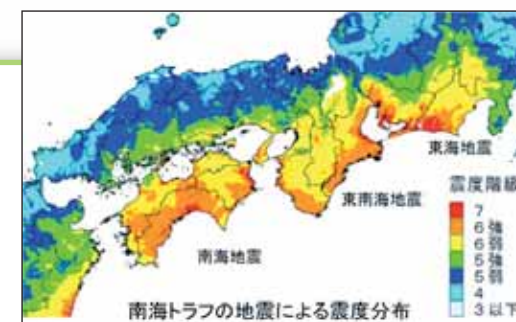 東海地震
東南海地震
南海地震
震度階級
7
6強
6弱
5強
5弱
4
3以下
南海トラフの地震による震度分布